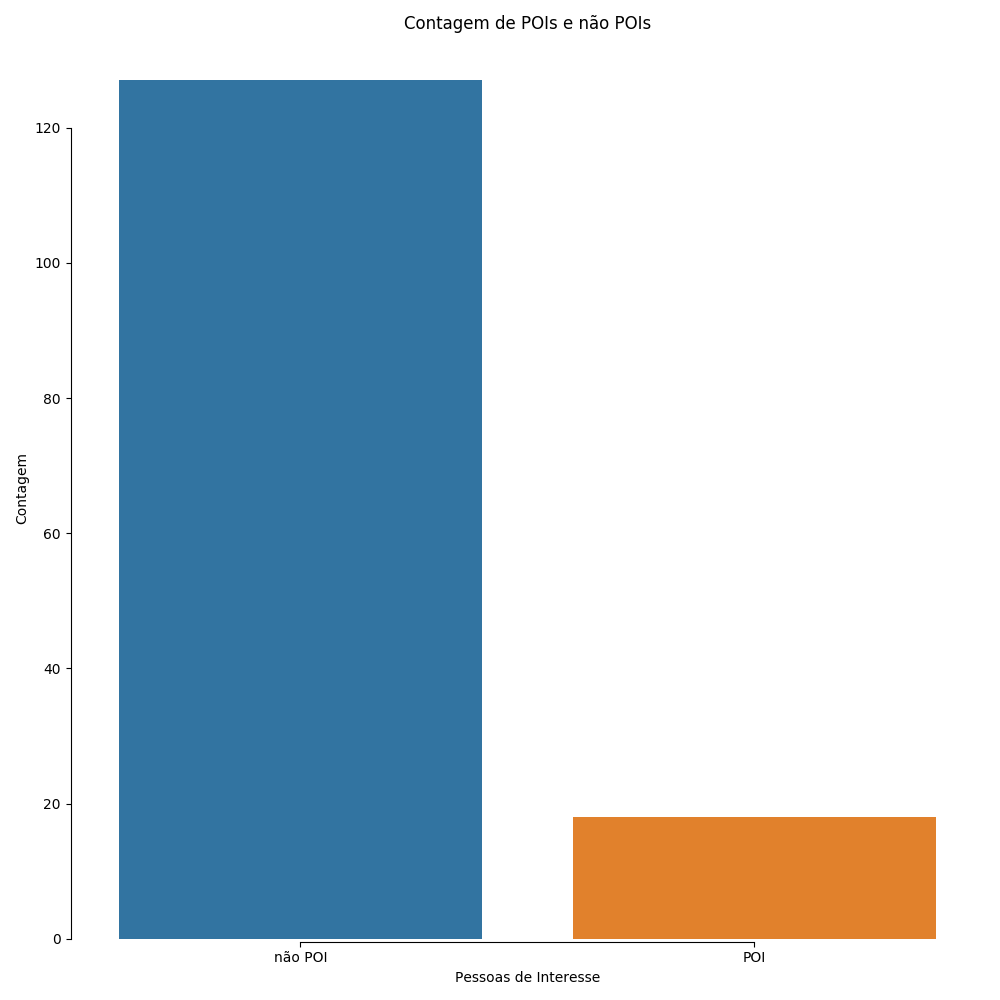 Contagem de POIs e não POIs
120
100
80
60
40
20
0
Contagem
não POI
POI
Pessoas de Interesse